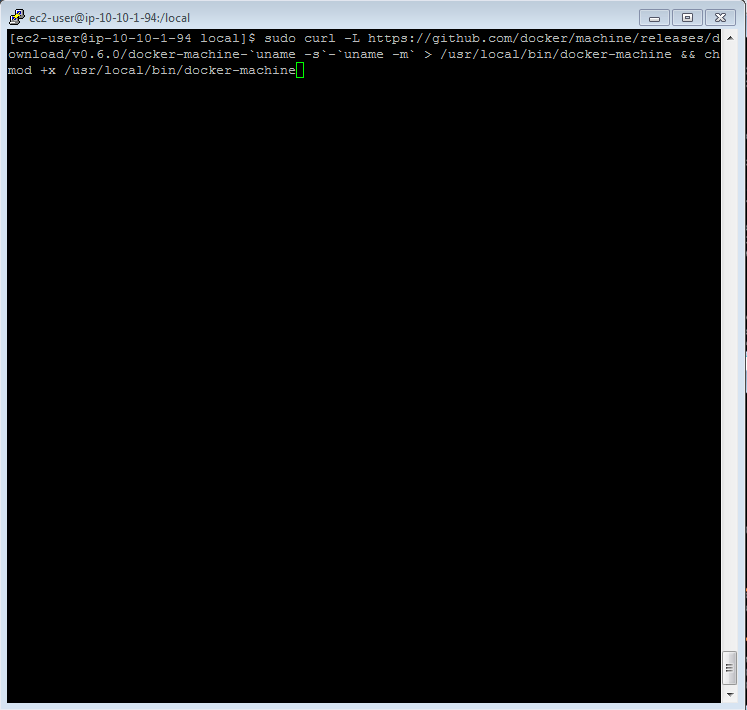 ec2-user@ip-10-10-1-94:/local
[ec2-user@ip-10-10-1-94 local]$ sudo curl -L https://github.com/docker/machine/releases/d
ownload/v0.6.0/docker-machine-`uname -s`-`uname -m` > /usr/local/bin/docker-machine && ch
mod +x /usr/local/bin/docker-machine